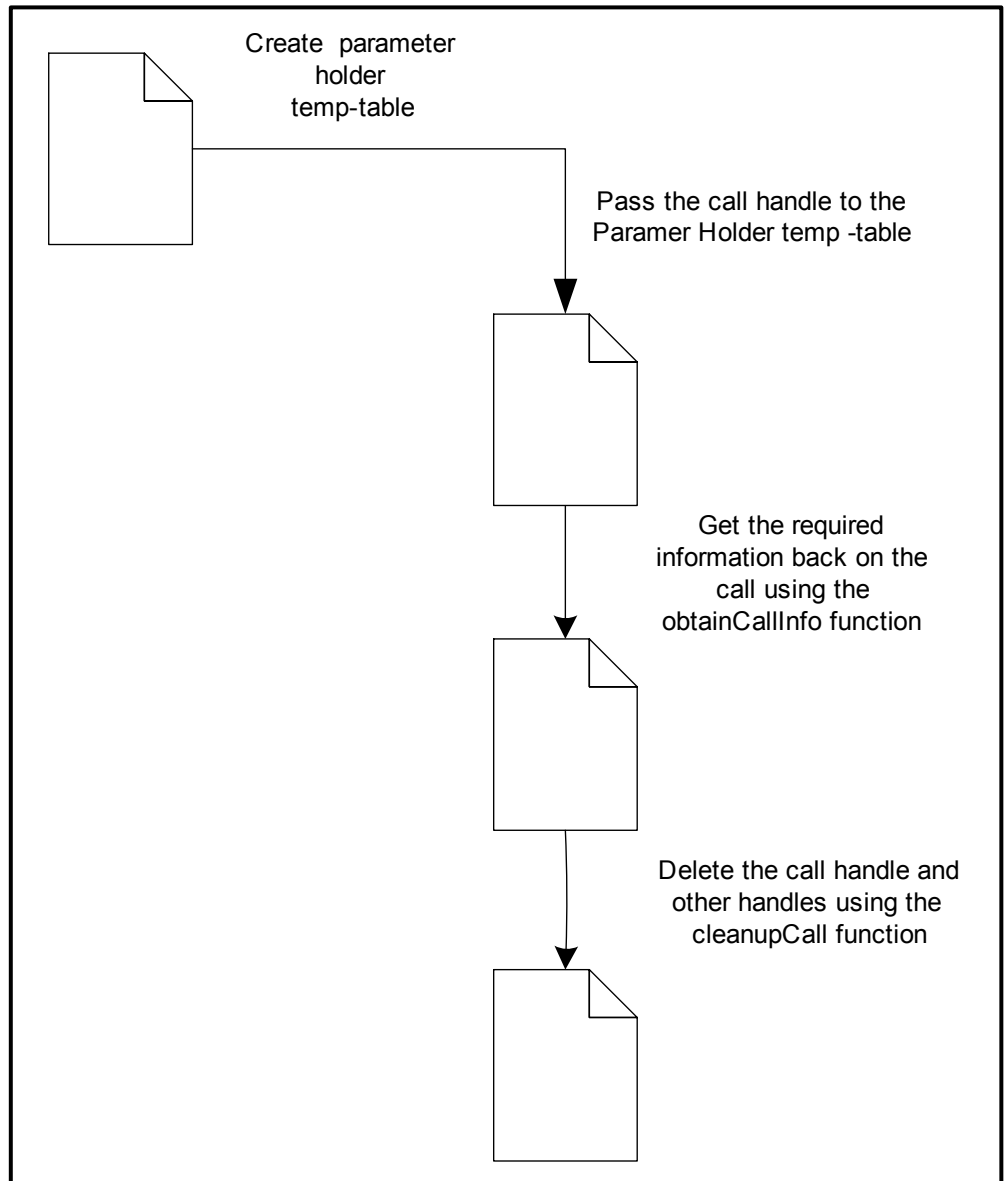 Create parameter
holder
temp-table
Pass the call handle to the
Paramer Holder temp -table
Get the required
information back on the
call using the
obtainCallInfo function
Delete the call handle and
other handles using the
cleanupCall function